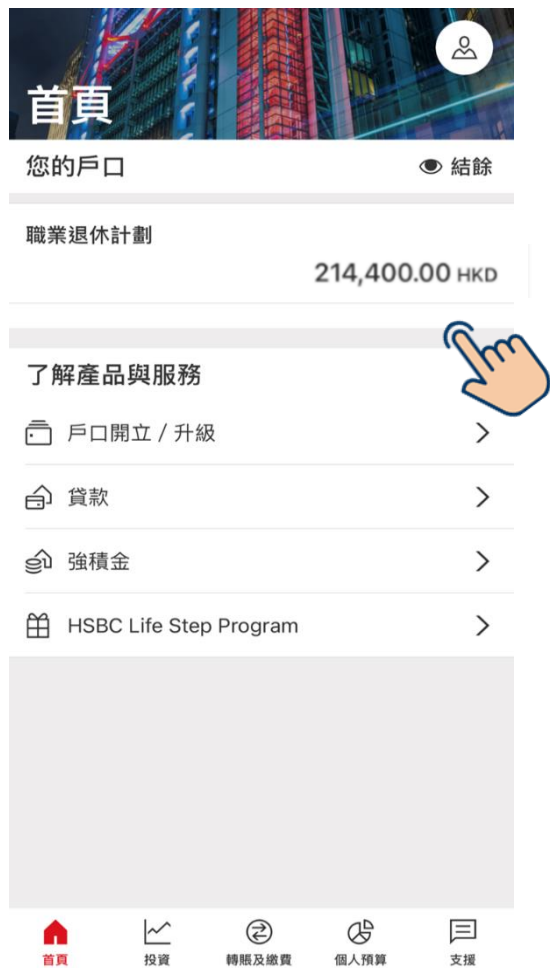 首頁
您的戶口
結餘
職業退休計劃
214,400.00 HKD
了解產品與服務
戶口開立 / 升級
貸款
強積金
HSBC Life Step Program
首頁
投資
轉賬及繳費
個人預算
支援